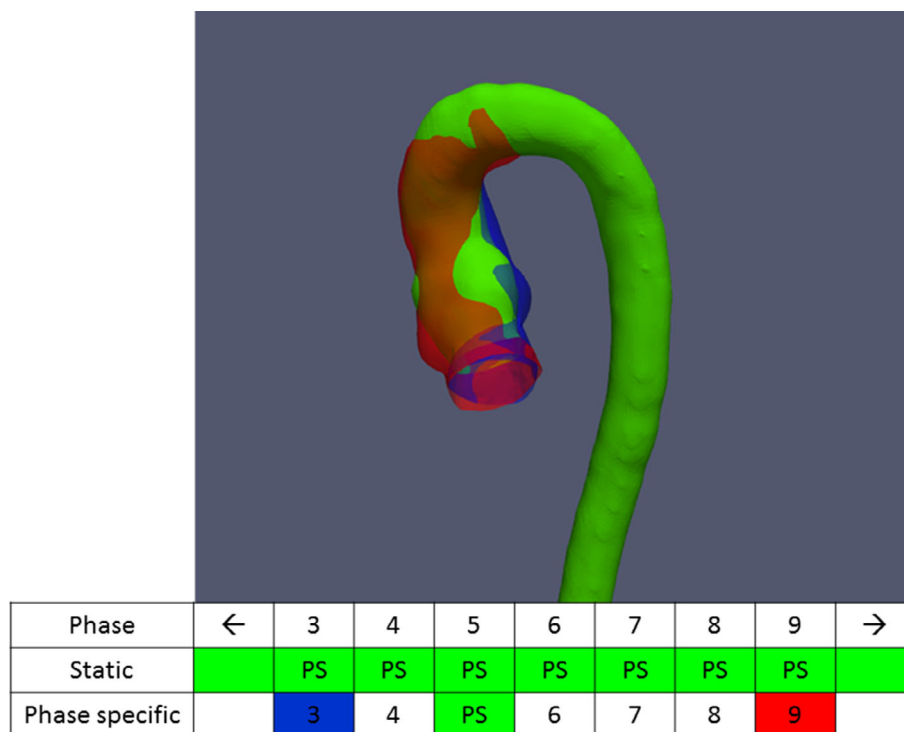 Phase ← 3 4 5 6 7 8 9 →
Static PS PS PS PS PS PS PS
Phase specific 3 4 PS 6 7 8 9